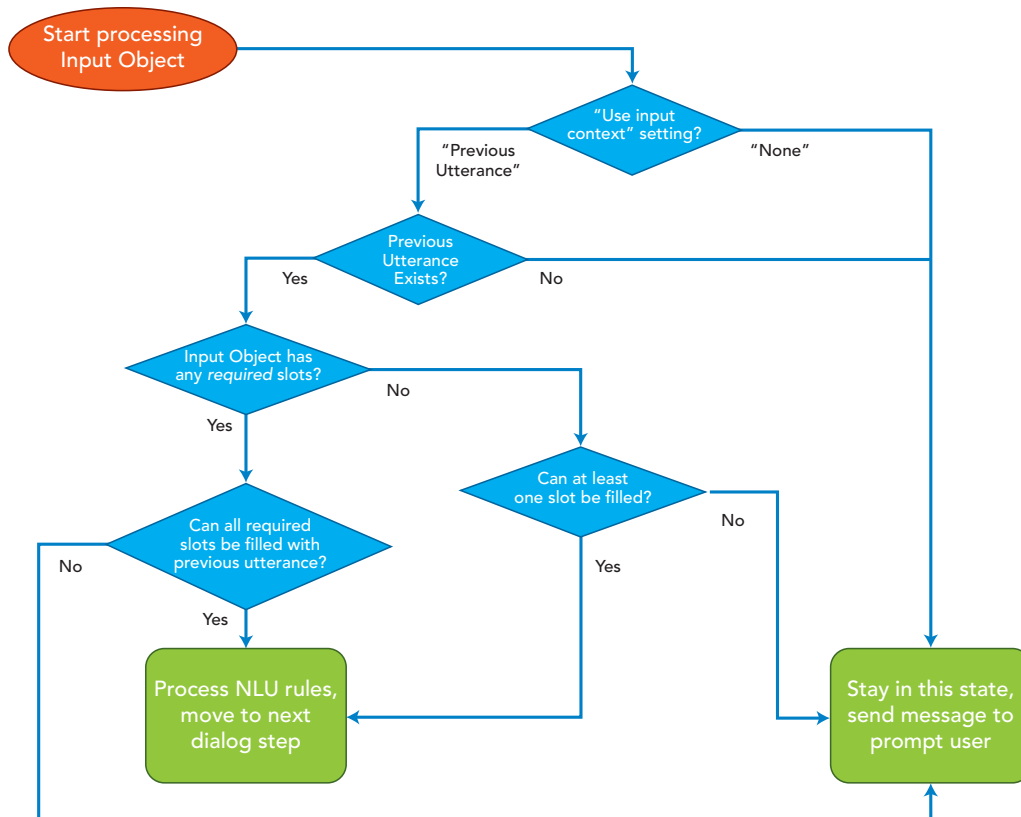 Start processing
Input Object
“Use input
context” setting?
“Previous
Utterance”
“None”
Previous
Utterance
Exists?
Yes
No
Input Object has
any required slots?
No
Yes
Can at least
one slot be filled?
No
Can all required
slots be filled with
previous utterance?
No
Yes
Yes
Process NLU rules,
move to next
dialog step
Stay in this state,
send message to
prompt user